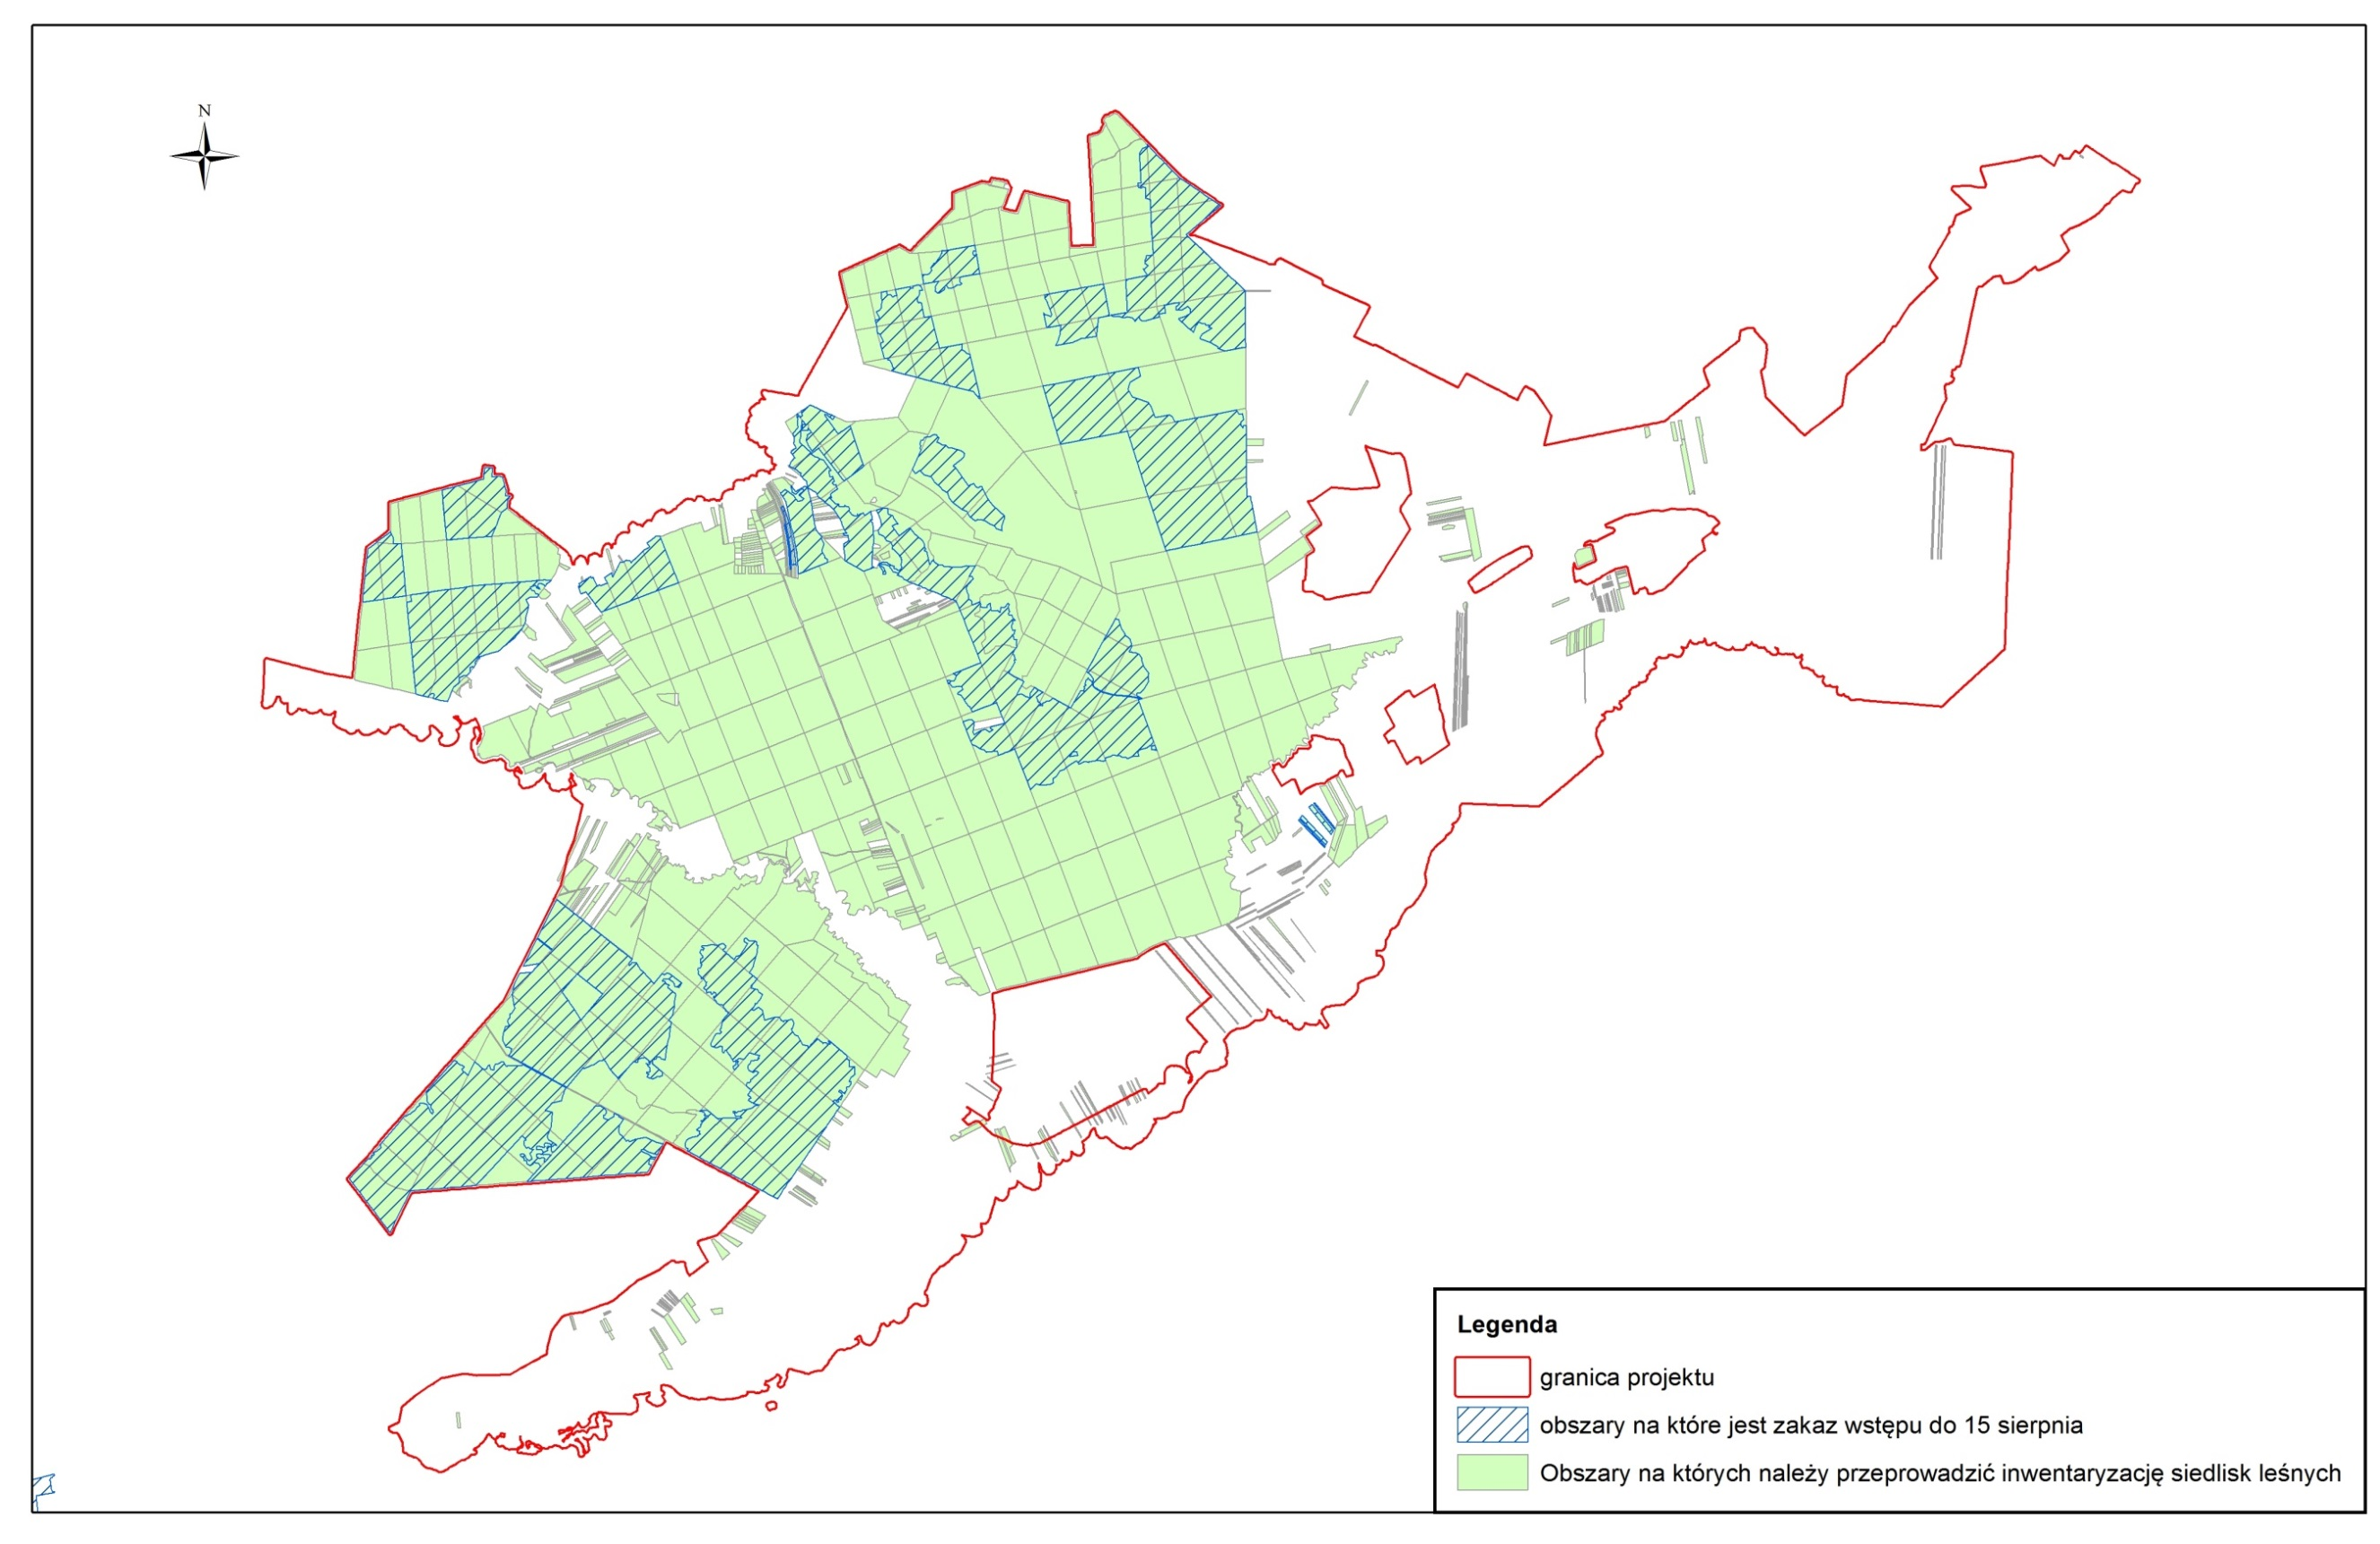 N
Legenda
granica projektu
obszary na które jest zakaz wstępu do 15 sierpnia
Obszary na których należy przeprowadzić inwentaryzację siedlisk leśnych